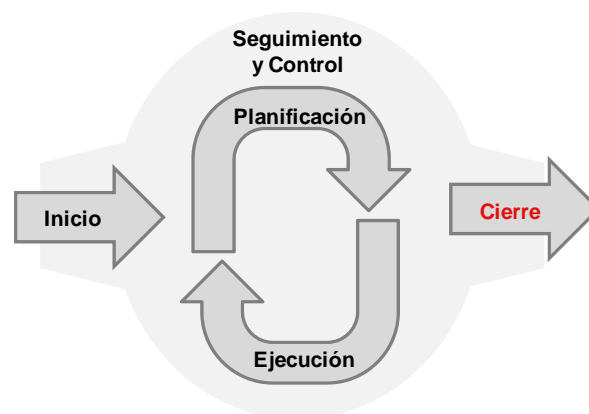 Seguimiento
y Control
Planificación
Inicio
Cierre
Ejecución